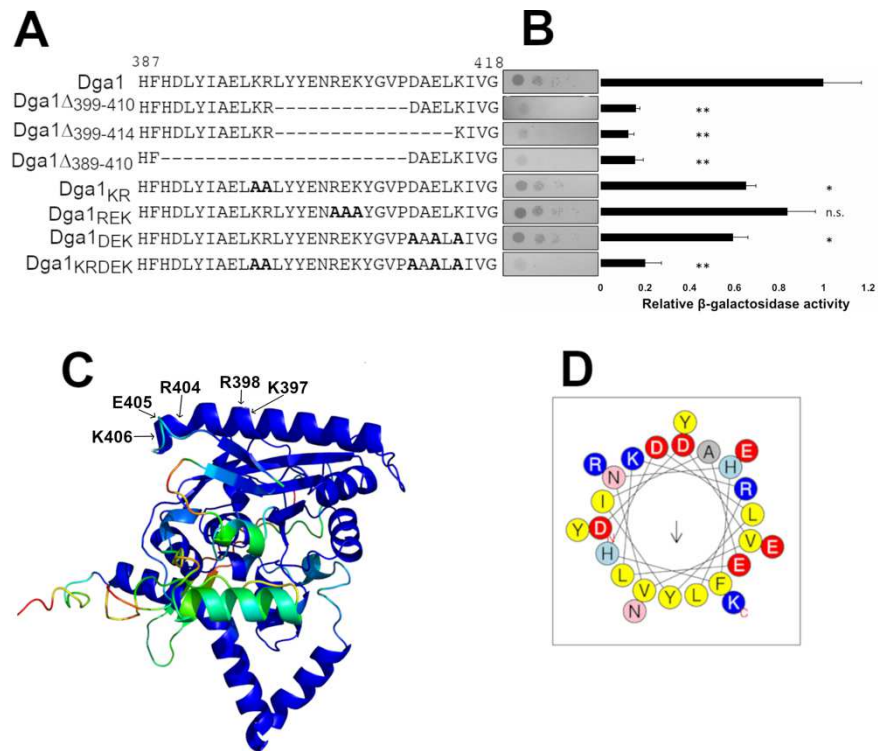 A
B
387 418
Dga1 HFHDLYIAELKRLYYENREKYGVPDAELKIVG
Dga1Δ399-410 HFHDLYIAELKR------------DAELKIVG
**
Dga1Δ399-414 HFHDLYIAELKR----------------KIVG
**
Dga1Δ389-410 HF----------------------DAELKIVG
**
Dga1KR HFHDLYIAELAALYYENREKYGVPDAELKIVG
*
Dga1REK HFHDLYIAELKRLYYENAAAYGVPDAELKIVG
n.s.
Dga1DEK HFHDLYIAELKRLYYENREKYGVPAAALAIVG
*
Dga1KRDEK HFHDLYIAELAALYYENREKYGVPAAALAIVG
**
0 0.2 0.4 0.6 0.8 1 1.2
Relative β-galactosidase activity
C
R404 R398 K397
E405
K406
D
Y
R K D D A E
N H R
I L
Y D V E
H E
L V Y L F K
N C